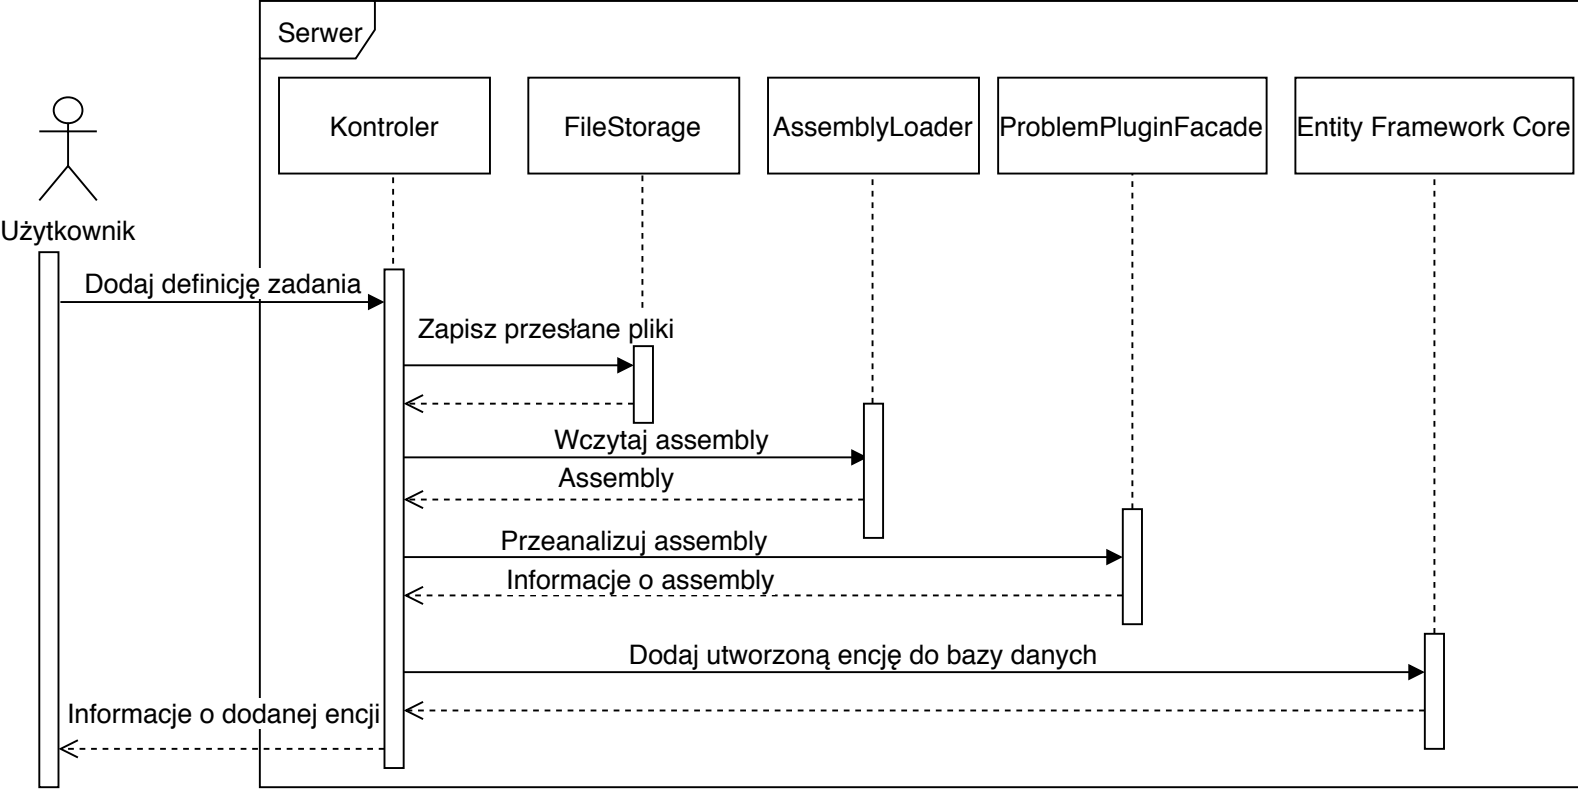 Serwer
Kontroler
FileStorage
AssemblyLoader
ProblemPluginFacade
Entity Framework Core
Użytkownik
Dodaj definicję zadania
Zapisz przesłane pliki
Wczytaj assembly
Assembly
Przeanalizuj assembly
Informacje o assembly
Dodaj utworzoną encję do bazy danych
Informacje o dodanej encji